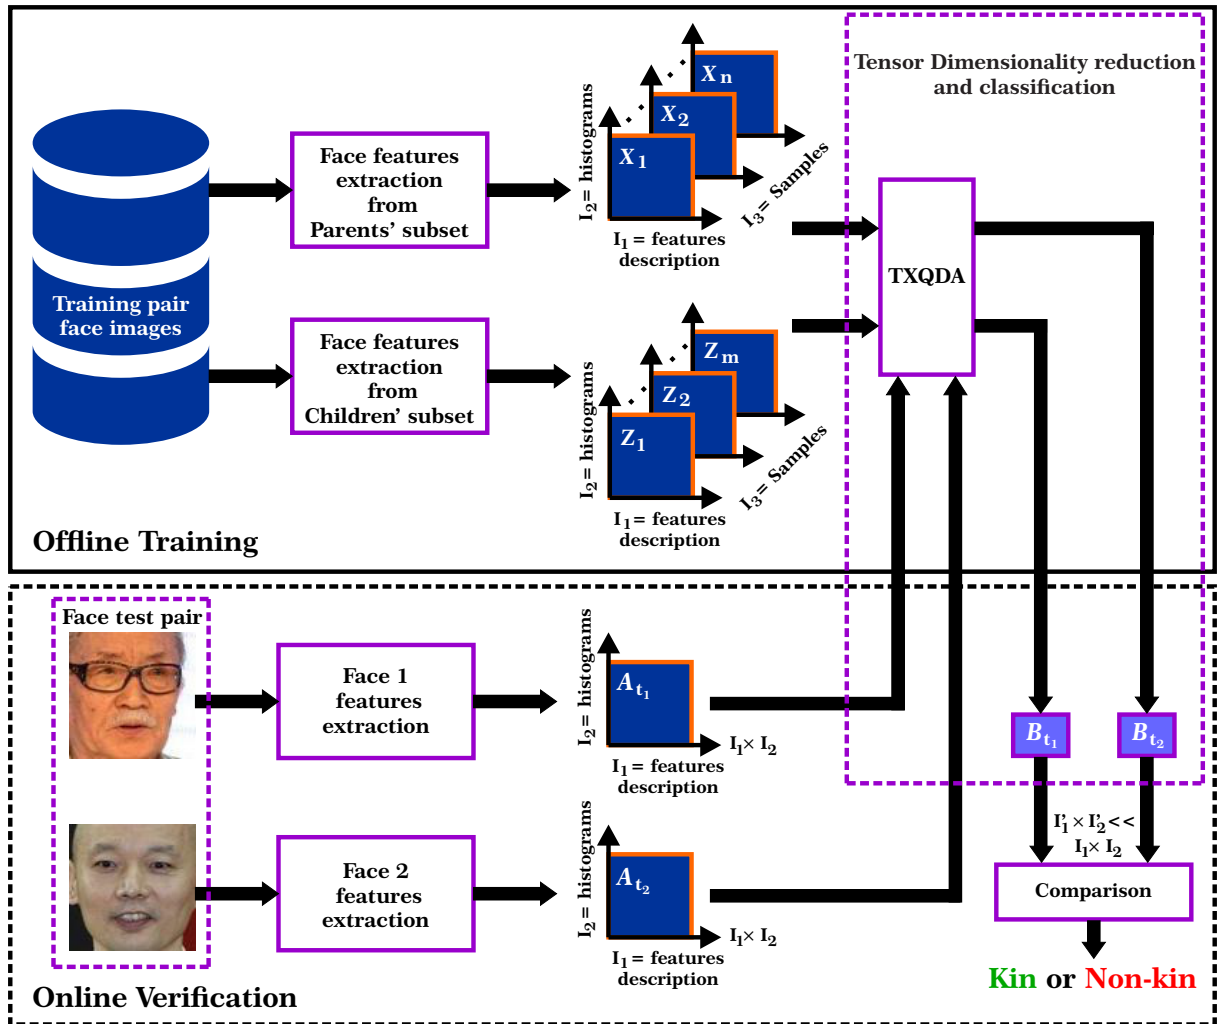 Tensor Dimensionality reduction
and classification
Training pair
face images
Face features
extraction
from
Parents' subset
I₂= histograms
X₁
X₂
Xₙ
I₃= Samples
I₁= features
description
Face features
extraction
from
Children' subset
I₂= histograms
Z₁
Z₂
Zₘ
I₃= Samples
I₁= features
description
TXQDA
Offline Training
Face test pair
Face 1
features
extraction
I₂= histograms
A_t₁
I₁× I₂
I₁= features
description
Face 2
features
extraction
I₂= histograms
A_t₂
I₁× I₂
I₁= features
description
B_t₁
B_t₂
I'₁ × I'₂ <<
I₁× I₂
Comparison
Kin or Non-kin
Online Verification